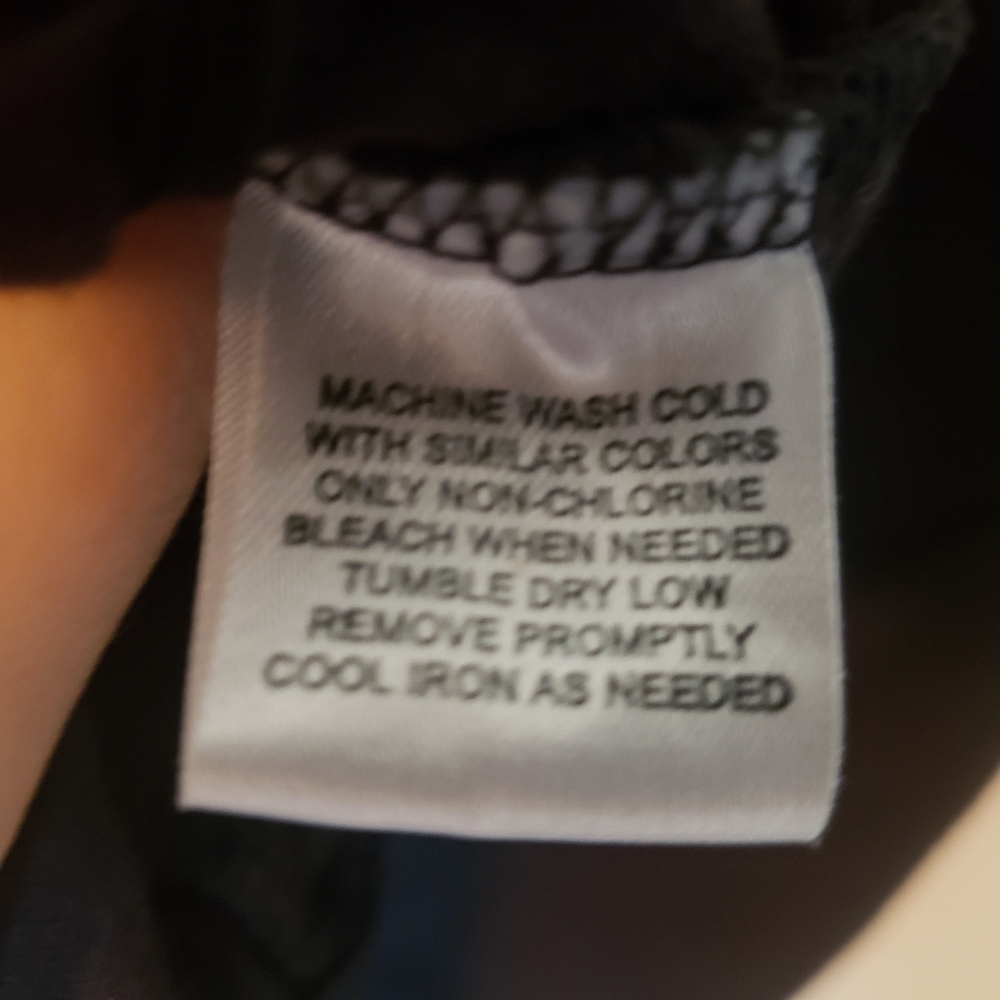 MACHINE WASH COLD
WITH SIMILAR COLORS
ONLY NON-CHLORINE
BLEACH WHEN NEEDED
TUMBLE DRY LOW
REMOVE PROMPTLY
COOL IRON AS NEEDED